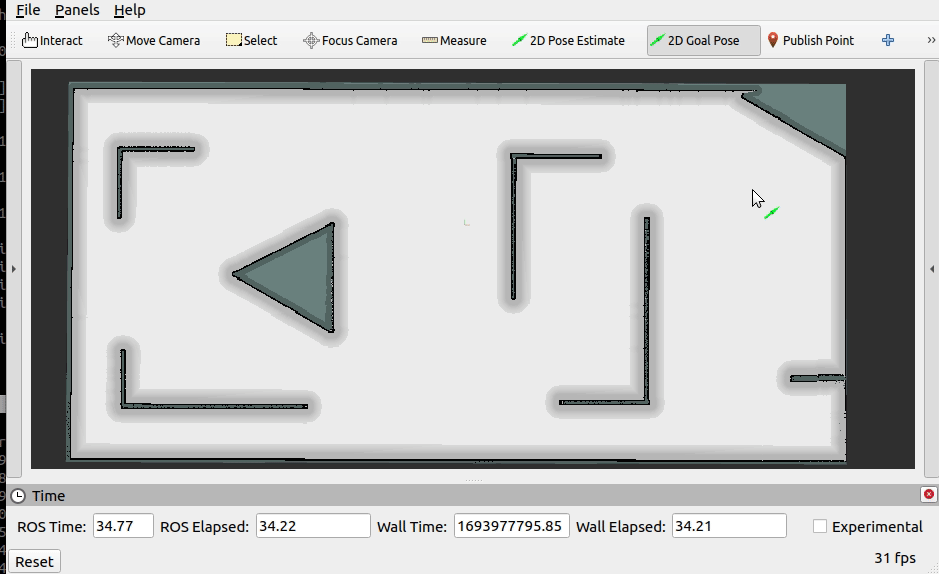 File Panels Help
Interact Move Camera Select Focus Camera Measure 2D Pose Estimate 2D Goal Pose Publish Point »
Time
ROS Time: 34.77 ROS Elapsed: 34.22 Wall Time: 1693977795.85 Wall Elapsed: 34.21 Experimental
Reset 31 fps